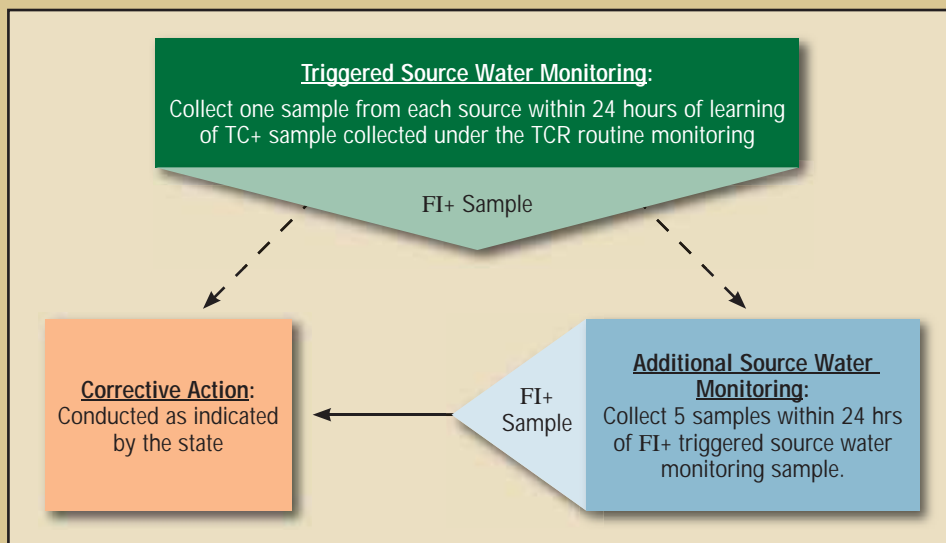 Triggered Source Water Monitoring:
Collect one sample from each source within 24 hours of learning
of TC+ sample collected under the TCR routine monitoring
FI+ Sample
Corrective Action:
Conducted as indicated
by the state
FI+
Sample
Additional Source Water
Monitoring:
Collect 5 samples within 24 hrs
of FI+ triggered source water
monitoring sample.